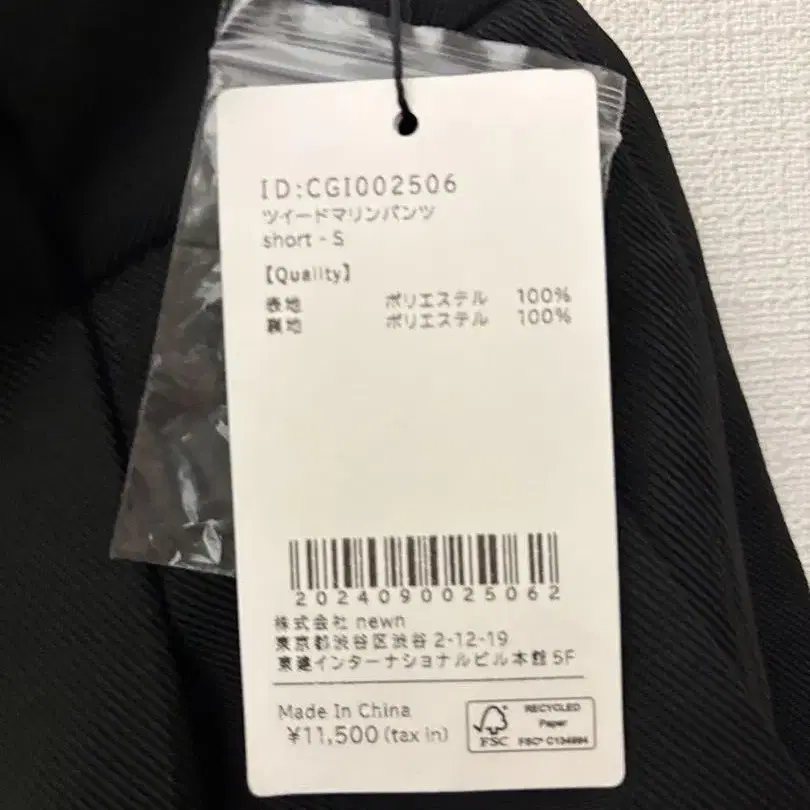 ID:CGI002506
ツイードマリンパンツ
short - S
【Quality】
表地 ポリエステル 100%
裏地 ポリエステル 100%
2024090025062
株式会社 newn
東京都渋谷区渋谷 2-12-19
東建インターナショナルビル本館 5F
Made In China
¥11,500 (tax in)
RECYCLED
Paper
FSC
FSC® C134994